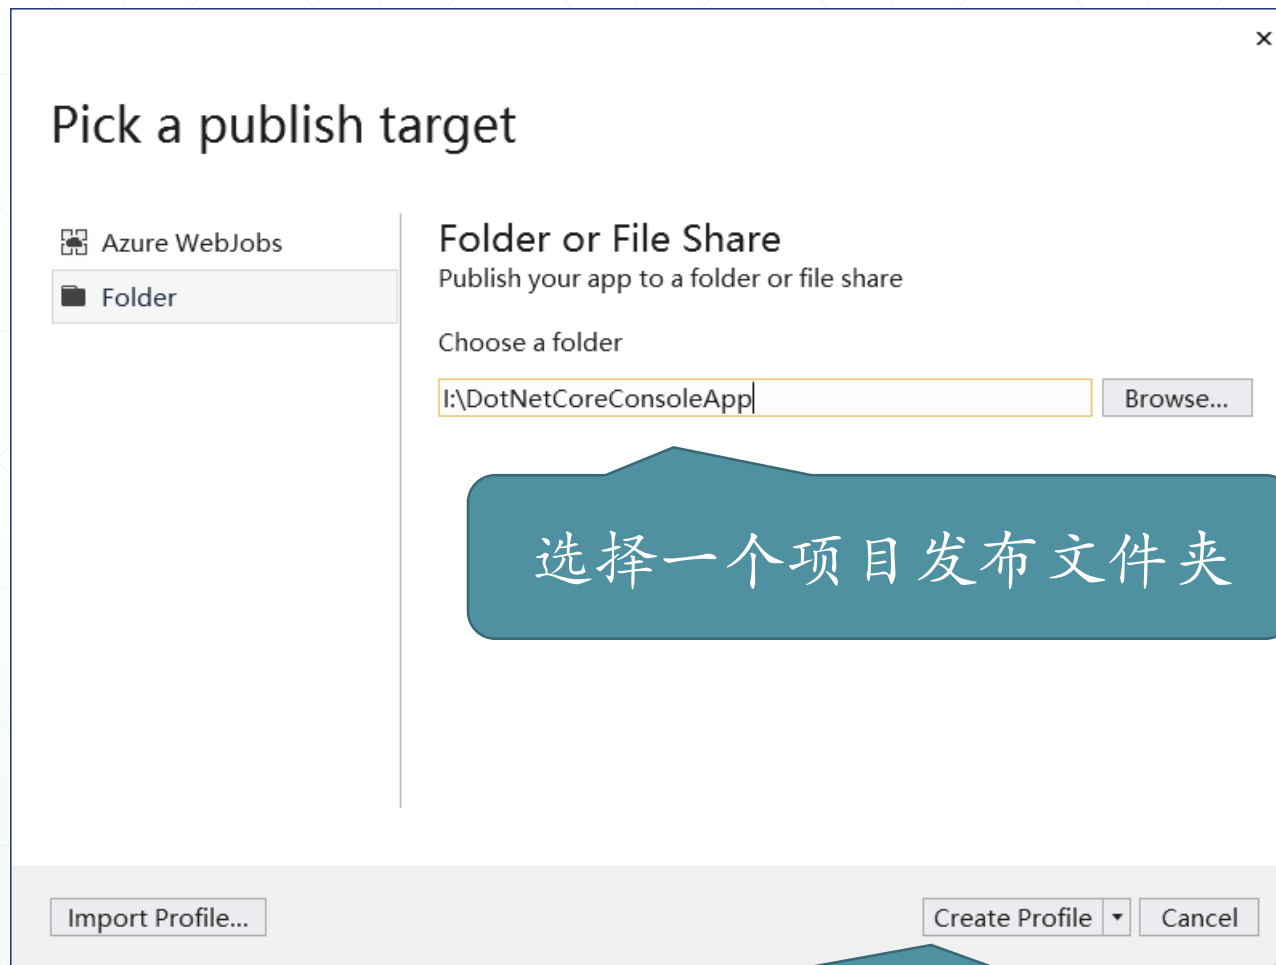 Pick a publish target
Azure WebJobs
Folder
Folder or File Share
Publish your app to a folder or file share
Choose a folder
I:\DotNetCoreConsoleApp
Browse...
选择一个项目发布文件夹
Import Profile...
Create Profile
Cancel